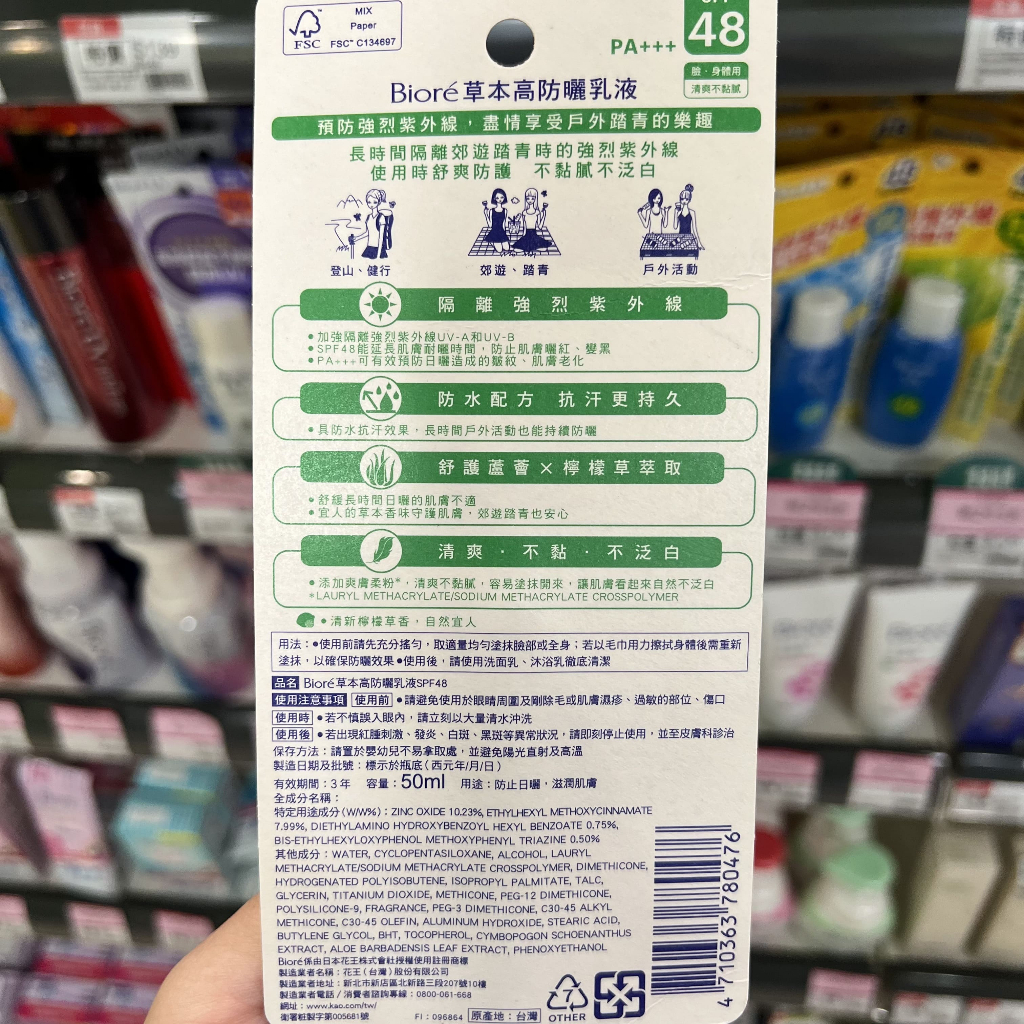 MIX
Paper
FSC
FSC™ C134697
PA+++
48
臉・身體用
清爽不黏膩
Bioré 草本高防曬乳液
預防強烈紫外線，盡情享受戶外踏青的樂趣
長時間隔離郊遊踏青時的強烈紫外線
使用時舒爽防護 不黏膩不泛白
登山、健行
郊遊、踏青
戶外活動
隔離強烈紫外線
•加強隔離強烈紫外線UV-A和UV-B
•SPF48能延長肌膚耐曬時間，防止肌膚曬紅、變黑
•PA+++可有效預防日曬造成的皺紋、肌膚老化
防水配方 抗汗更持久
•具防水抗汗效果，長時間戶外活動也能持續防曬
舒護蘆薈×檸檬草萃取
•舒緩長時間日曬的肌膚不適
•宜人的草本香味守護肌膚，郊遊踏青也安心
清爽・不黏・不泛白
•添加爽膚柔粉*，清爽不黏膩，容易塗抹開來，讓肌膚看起來自然不泛白
*LAURYL METHACRYLATE/SODIUM METHACRYLATE CROSSPOLYMER
•清新檸檬草香，自然宜人
用法：•使用前請先充分搖勻，取適量均勻塗抹臉部或全身；若以毛巾用力擦拭身體後需重新
塗抹，以確保防曬效果•使用後，請使用洗面乳、沐浴乳徹底清潔
品名 Bioré草本高防曬乳液SPF48
使用注意事項 使用前 •請避免使用於眼睛周圍及剛除毛或肌膚濕疹、過敏的部位、傷口
使用時 •若不慎誤入眼內，請立刻以大量清水沖洗
使用後 •若出現紅腫刺激、發炎、白斑、黑斑等異常狀況，請即刻停止使用，並至皮膚科診治
保存方法：請置於嬰幼兒不易拿取處，並避免陽光直射及高溫
製造日期及批號：標示於瓶底（西元年/月/日）
有效期間：3年 容量：50ml 用途：防止日曬，滋潤肌膚
全成分名稱：
特定用途成分（W/W%）：ZINC OXIDE 10.23%, ETHYLHEXYL METHOXYCINNAMATE
7.99%, DIETHYLAMINO HYDROXYBENZOYL HEXYL BENZOATE 0.75%,
BIS-ETHYLHEXYLOXYPHENOL METHOXYPHENYL TRIAZINE 0.50%
其他成分：WATER, CYCLOPENTASILOXANE, ALCOHOL, LAURYL
METHACRYLATE/SODIUM METHACRYLATE CROSSPOLYMER, DIMETHICONE,
HYDROGENATED POLYISOBUTENE, ISOPROPYL PALMITATE, TALC,
GLYCERIN, TITANIUM DIOXIDE, METHICONE, PEG-12 DIMETHICONE,
POLYSILICONE-9, FRAGRANCE, PEG-3 DIMETHICONE, C30-45 ALKYL
METHICONE, C30-45 OLEFIN, ALUMINUM HYDROXIDE, STEARIC ACID,
BUTYLENE GLYCOL, BHT, TOCOPHEROL, CYMBOPOGON SCHOENANTHUS
EXTRACT, ALOE BARBADENSIS LEAF EXTRACT, PHENOXYETHANOL
Bioré係由日本花王株式會社授權使用註冊商標
製造業者名稱：花王（台灣）股份有限公司
製造業者地址：新北市新店區北新路三段207號10樓
製造業者電話/消費者諮詢專線：0800-061-668
網址：www.kao.com/tw/
衛署粧製字第005681號
FI：096864
原產地：台灣
7
OTHER
4 710363 780476